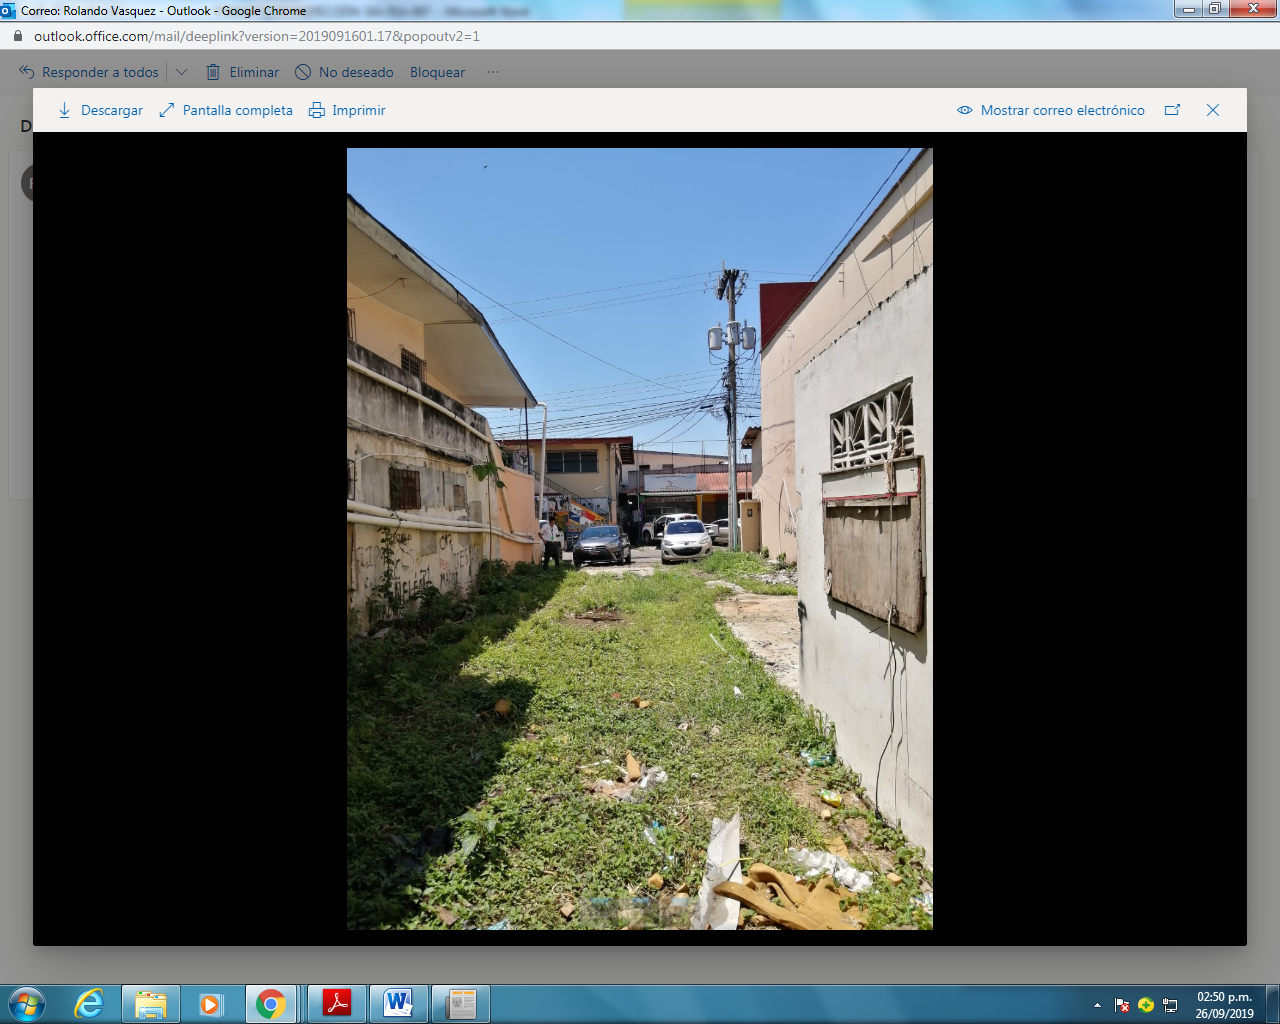 Correo: Rolando Vasquez - Outlook - Google Chrome
outlook.office.com/mail/deeplink?version=2019091601.17&popoutv2=1
Responder a todos
Eliminar
No deseado
Bloquear
Descargar
Pantalla completa
Imprimir
Mostrar correo electrónico
02:50 p.m.
26/09/2019